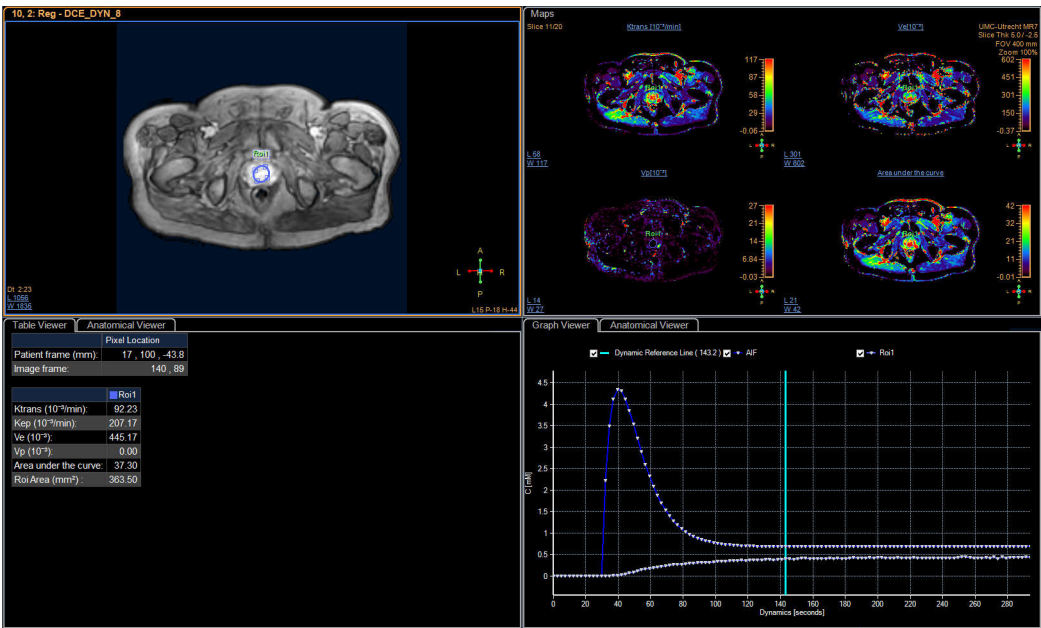 10, 2: Reg - DCE_DYN_8
Roi1
Dt 2:23
L 1056
W 1835
A
L H R
P
L15 P-18 H-44
Maps
Slice 11/20
Ktrans [10⁻³/min]
Ve[10⁻³]
UMC-Utrecht MR7
Slice Thk 5.0 / -2.5
FOV 400 mm
Zoom 100%
117
87
58
29
-0.06
Roi1
L 58
W 117
602
451
301
150
-0.37
Roi1
L 301
W 602
Vp[10⁻³]
Area under the curve
27
21
14
6.84
-0.03
Roi1
L 14
W 27
42
32
21
11
-0.11
Roi1
L 21
W 42
Table Viewer
Anatomical Viewer
Pixel Location
Patient frame (mm): 17 , 100 , -43.8
Image frame: 140 , 89
Roi1
Ktrans (10⁻³/min): 92.23
Kep (10⁻³/min): 207.17
Ve (10⁻³): 445.17
Vp (10⁻³): 0.00
Area under the curve: 37.30
Roi Area (mm²) : 363.50
Graph Viewer
Anatomical Viewer
Dynamic Reference Line ( 143.2 )
AIF
Roi1
C [mM]
4.5
4
3.5
3
2.5
2
1.5
1
0.5
0
0 20 40 60 80 100 120 140 160 180 200 220 240 260 280
Dynamics [seconds]